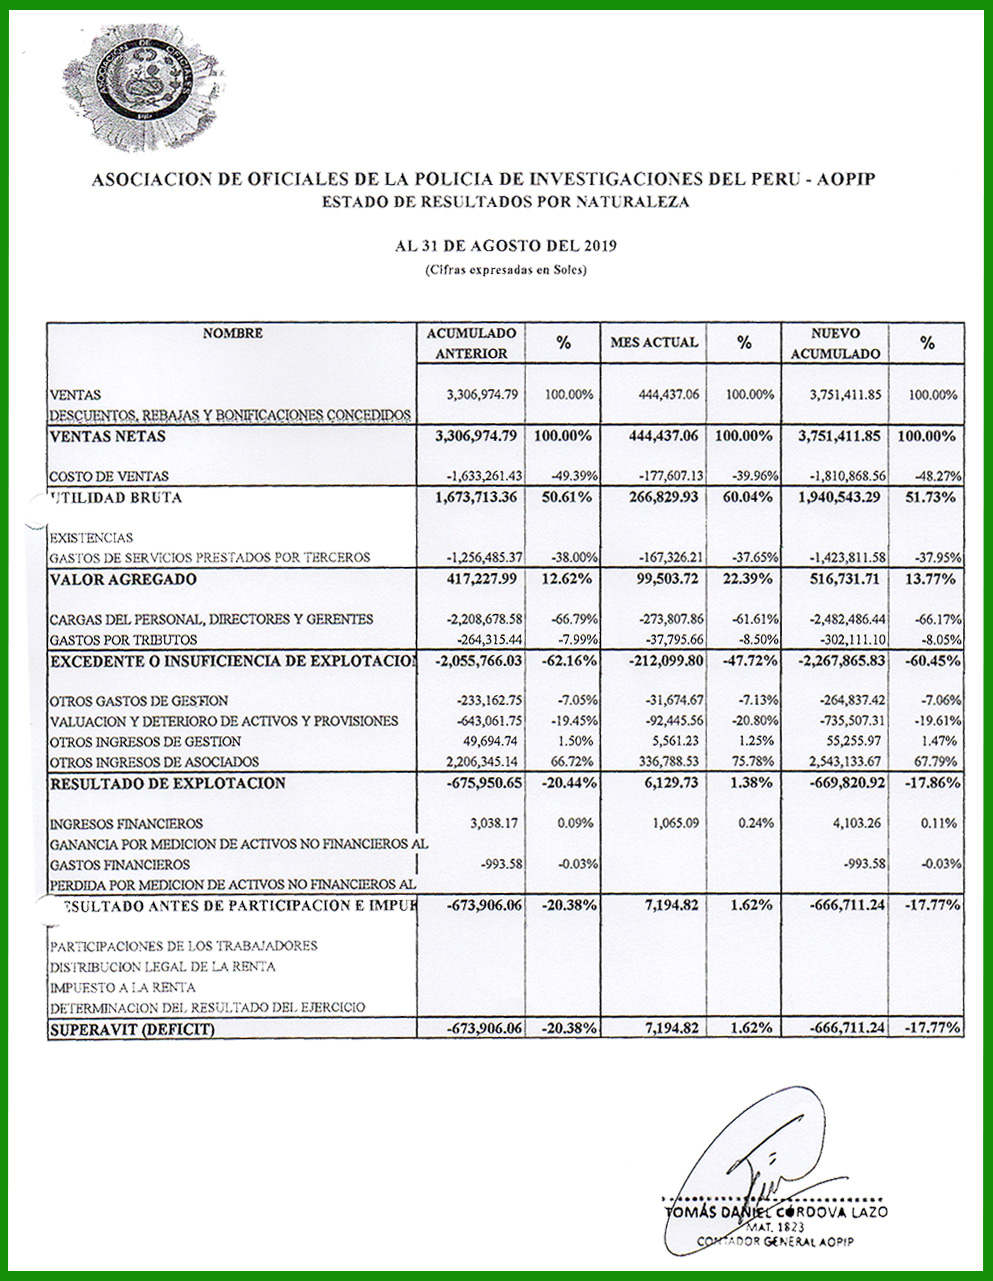 ASOCIACION DE OFICIALES
PIP
ASOCIACION DE OFICIALES DE LA POLICIA DE INVESTIGACIONES DEL PERU - AOPIP
ESTADO DE RESULTADOS POR NATURALEZA
AL 31 DE AGOSTO DEL 2019
(Cifras expresadas en Soles)
NOMBRE ACUMULADO ANTERIOR % MES ACTUAL % NUEVO ACUMULADO %
VENTAS 3,306,974.79 100.00% 444,437.06 100.00% 3,751,411.85 100.00%
DESCUENTOS, REBAJAS Y BONIFICACIONES CONCEDIDOS
VENTAS NETAS 3,306,974.79 100.00% 444,437.06 100.00% 3,751,411.85 100.00%
COSTO DE VENTAS -1,633,261.43 -49.39% -177,607.13 -39.96% -1,810,868.56 -48.27%
UTILIDAD BRUTA 1,673,713.36 50.61% 266,829.93 60.04% 1,940,543.29 51.73%
EXISTENCIAS
GASTOS DE SERVICIOS PRESTADOS POR TERCEROS -1,256,485.37 -38.00% -167,326.21 -37.65% -1,423,811.58 -37.95%
VALOR AGREGADO 417,227.99 12.62% 99,503.72 22.39% 516,731.71 13.77%
CARGAS DEL PERSONAL, DIRECTORES Y GERENTES -2,208,678.58 -66.79% -273,807.86 -61.61% -2,482,486.44 -66.17%
GASTOS POR TRIBUTOS -264,315.44 -7.99% -37,795.66 -8.50% -302,111.10 -8.05%
EXCEDENTE O INSUFICIENCIA DE EXPLOTACION -2,055,766.03 -62.16% -212,099.80 -47.72% -2,267,865.83 -60.45%
OTROS GASTOS DE GESTION -233,162.75 -7.05% -31,674.67 -7.13% -264,837.42 -7.06%
VALUACION Y DETERIORO DE ACTIVOS Y PROVISIONES -643,061.75 -19.45% -92,445.56 -20.80% -735,507.31 -19.61%
OTROS INGRESOS DE GESTION 49,694.74 1.50% 5,561.23 1.25% 55,255.97 1.47%
OTROS INGRESOS DE ASOCIADOS 2,206,345.14 66.72% 336,788.53 75.78% 2,543,133.67 67.79%
RESULTADO DE EXPLOTACION -675,950.65 -20.44% 6,129.73 1.38% -669,820.92 -17.86%
INGRESOS FINANCIEROS 3,038.17 0.09% 1,065.09 0.24% 4,103.26 0.11%
GANANCIA POR MEDICION DE ACTIVOS NO FINANCIEROS AL
GASTOS FINANCIEROS -993.58 -0.03% -993.58 -0.03%
PERDIDA POR MEDICION DE ACTIVOS NO FINANCIEROS AL
RESULTADO ANTES DE PARTICIPACION E IMPUE -673,906.06 -20.38% 7,194.82 1.62% -666,711.24 -17.77%
PARTICIPACIONES DE LOS TRABAJADORES
DISTRIBUCION LEGAL DE LA RENTA
IMPUESTO A LA RENTA
DETERMINACION DEL RESULTADO DEL EJERCICIO
SUPERAVIT (DEFICIT) -673,906.06 -20.38% 7,194.82 1.62% -666,711.24 -17.77%
TOMÁS DANIEL CÓRDOVA LAZO
MAT. 1823
CONTADOR GENERAL AOPIP